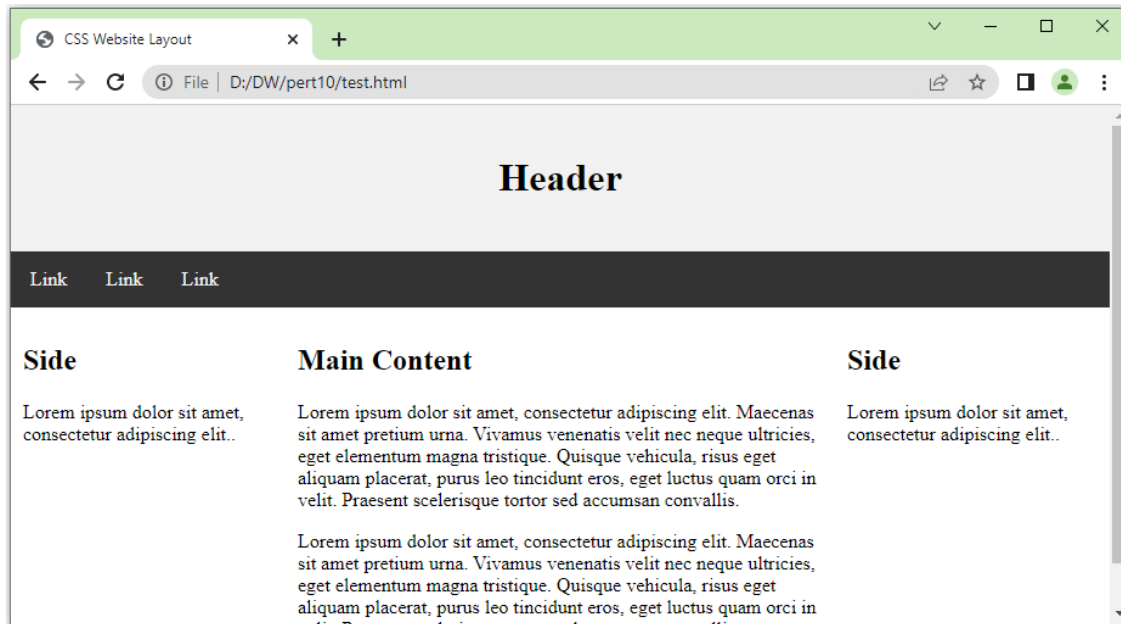 CSS Website Layout
File D:/DW/pert10/test.html
Header
Link Link Link
Side
Lorem ipsum dolor sit amet,
consectetur adipiscing elit..
Main Content
Lorem ipsum dolor sit amet, consectetur adipiscing elit. Maecenas
sit amet pretium urna. Vivamus venenatis velit nec neque ultricies,
eget elementum magna tristique. Quisque vehicula, risus eget
aliquam placerat, purus leo tincidunt eros, eget luctus quam orci in
velit. Praesent scelerisque tortor sed accumsan convallis.
Lorem ipsum dolor sit amet, consectetur adipiscing elit. Maecenas
sit amet pretium urna. Vivamus venenatis velit nec neque ultricies,
eget elementum magna tristique. Quisque vehicula, risus eget
aliquam placerat, purus leo tincidunt eros, eget luctus quam orci in
Side
Lorem ipsum dolor sit amet,
consectetur adipiscing elit..